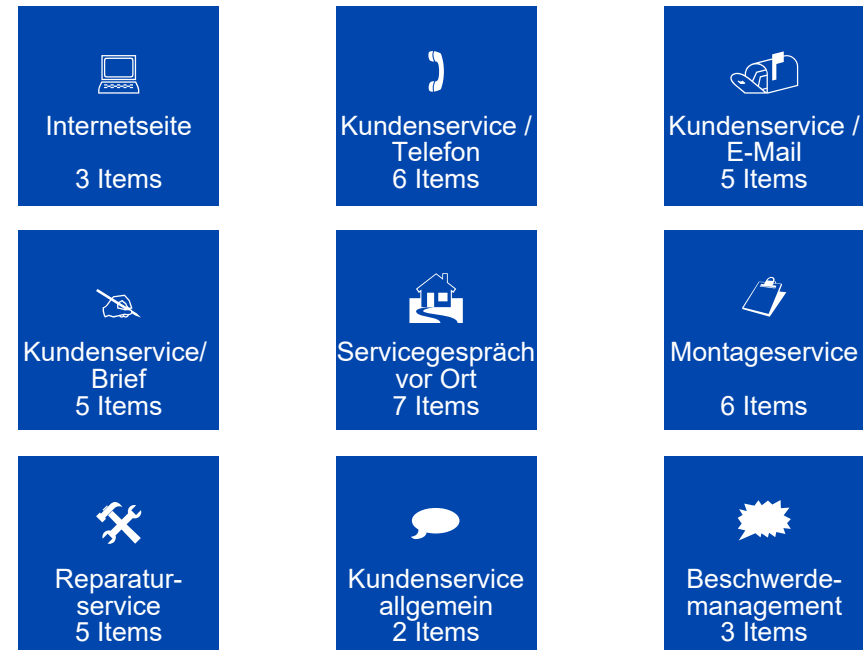 Internetseite
3 Items
Kundenservice /
Telefon
6 Items
Kundenservice /
E-Mail
5 Items
Kundenservice/
Brief
5 Items
Servicegespräch
vor Ort
7 Items
Montageservice
6 Items
Reparatur-
service
5 Items
Kundenservice
allgemein
2 Items
Beschwerde-
management
3 Items